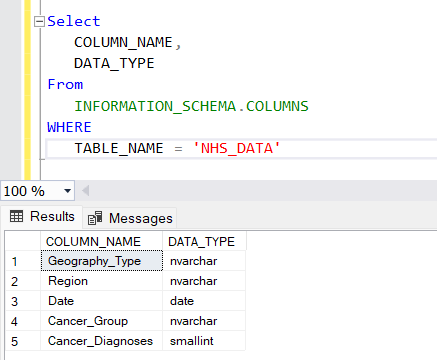 Select
COLUMN_NAME,
DATA_TYPE
From
INFORMATION_SCHEMA.COLUMNS
WHERE
TABLE_NAME = 'NHS_DATA'
100 %
Results Messages
COLUMN_NAME DATA_TYPE
1 Geography_Type nvarchar
2 Region nvarchar
3 Date date
4 Cancer_Group nvarchar
5 Cancer_Diagnoses smallint